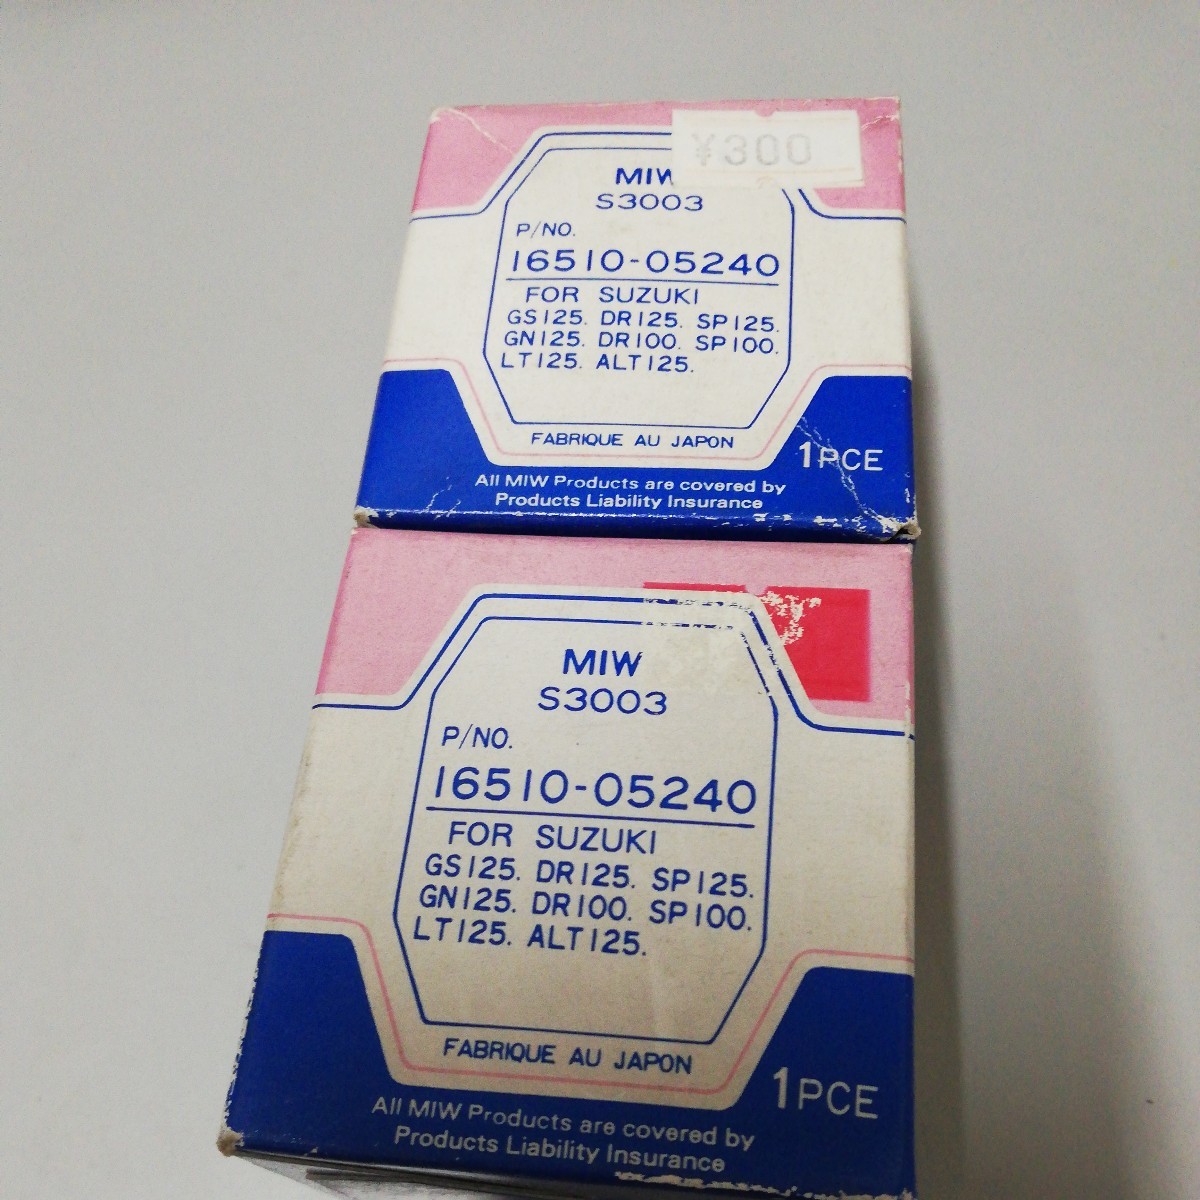 ¥300
MIW
S3003
P/NO.
16510-05240
FOR SUZUKI
GS125. DR125. SP125.
GN125. DR100. SP100.
LT125. ALT125.
FABRIQUE AU JAPON
1PCE
All MIW Products are covered by
Products Liability Insurance
MIW
S3003
P/NO.
16510-05240
FOR SUZUKI
GS125. DR125. SP125.
GN125. DR100. SP100.
LT125. ALT125.
FABRIQUE AU JAPON
1PCE
All MIW Products are covered by
Products Liability Insurance